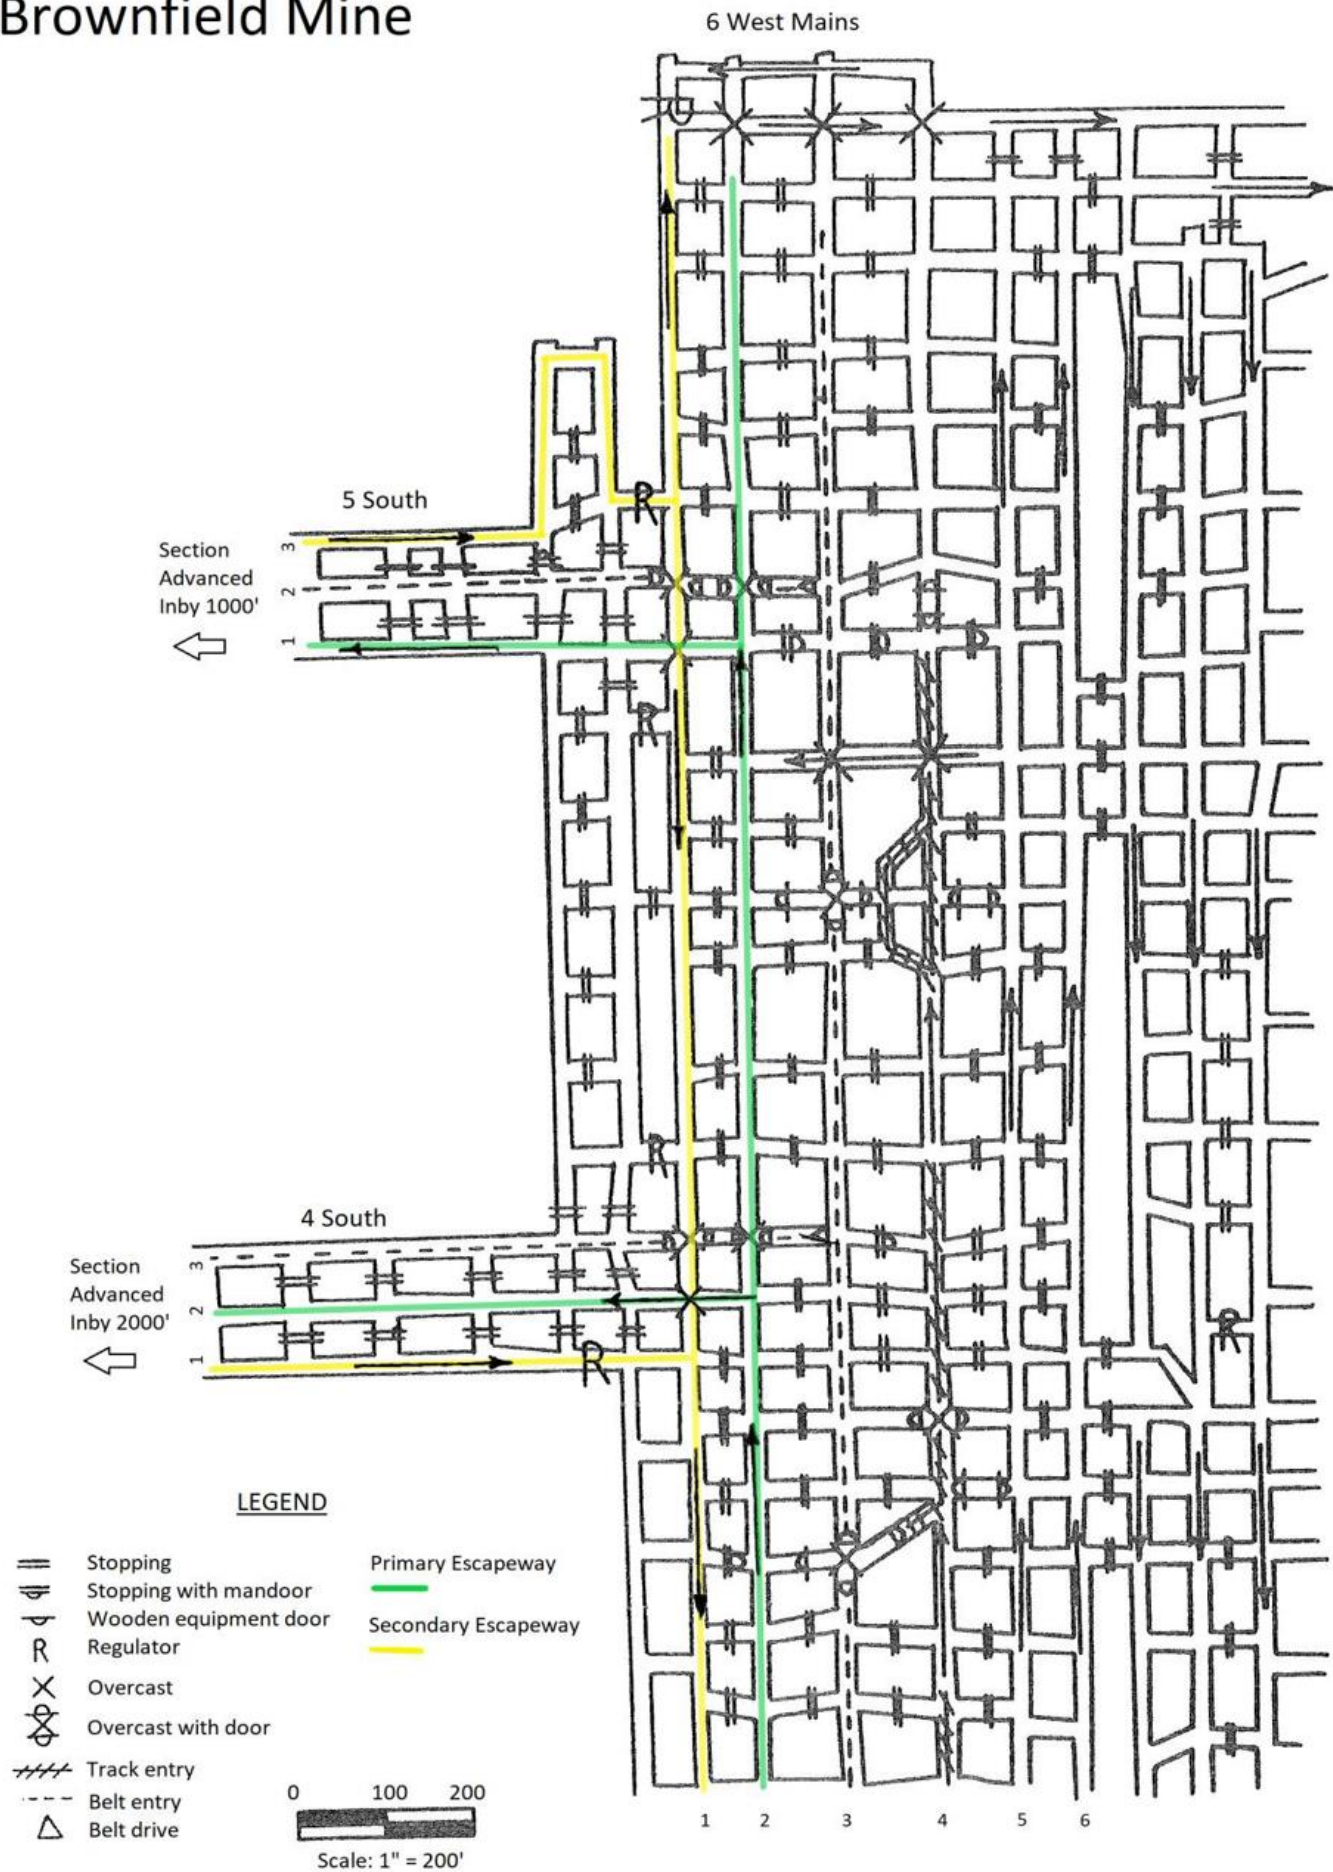 Brownfield Mine
6 West Mains
5 South
Section
Advanced
Inby 1000'
3
2
1
R
R
R
4 South
Section
Advanced
Inby 2000'
3
2
1
R
R
LEGEND
Stopping
Stopping with mandoor
Wooden equipment door
R Regulator
Overcast
Overcast with door
Track entry
Belt entry
Belt drive
Primary Escapeway
Secondary Escapeway
0 100 200
Scale: 1" = 200'
1 2 3 4 5 6